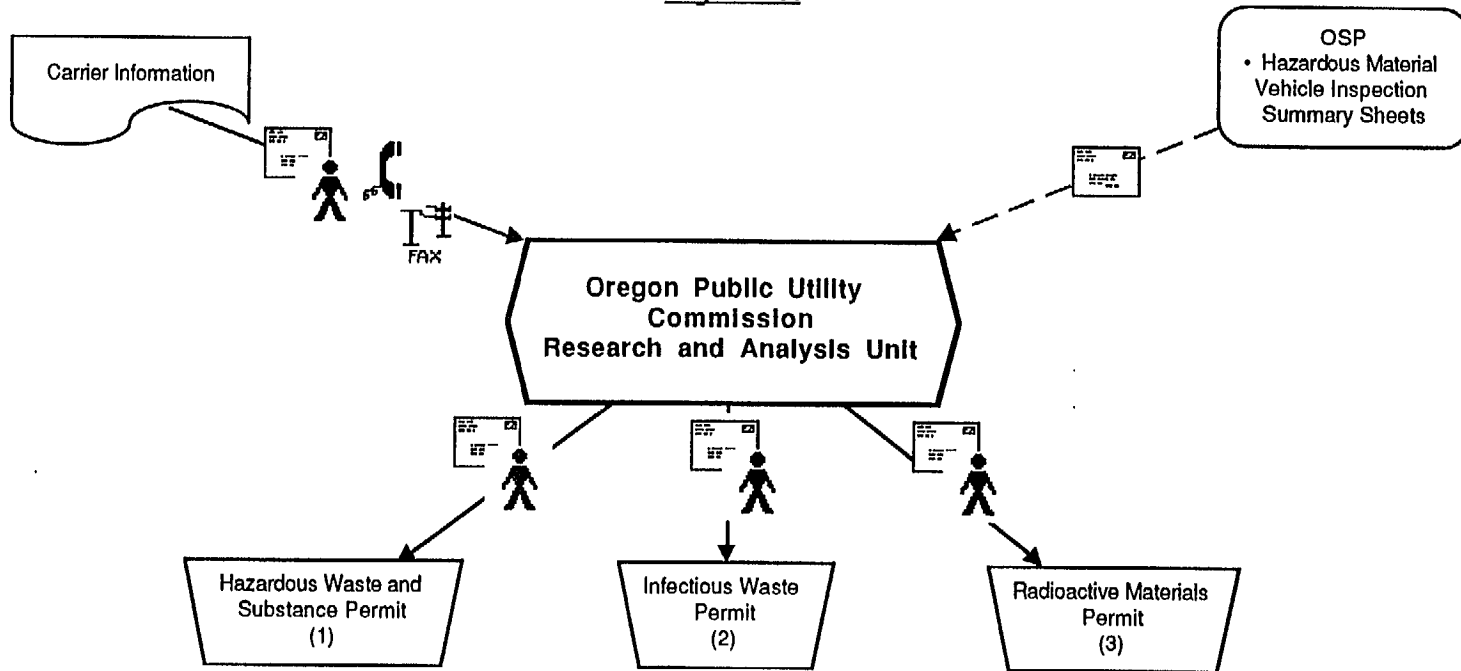 Carrier Information
OSP
• Hazardous Material
Vehicle Inspection
Summary Sheets
FAX
Oregon Public Utility
Commission
Research and Analysis Unit
Hazardous Waste and
Substance Permit
(1)
Infectious Waste
Permit
(2)
Radioactive Materials
Permit
(3)